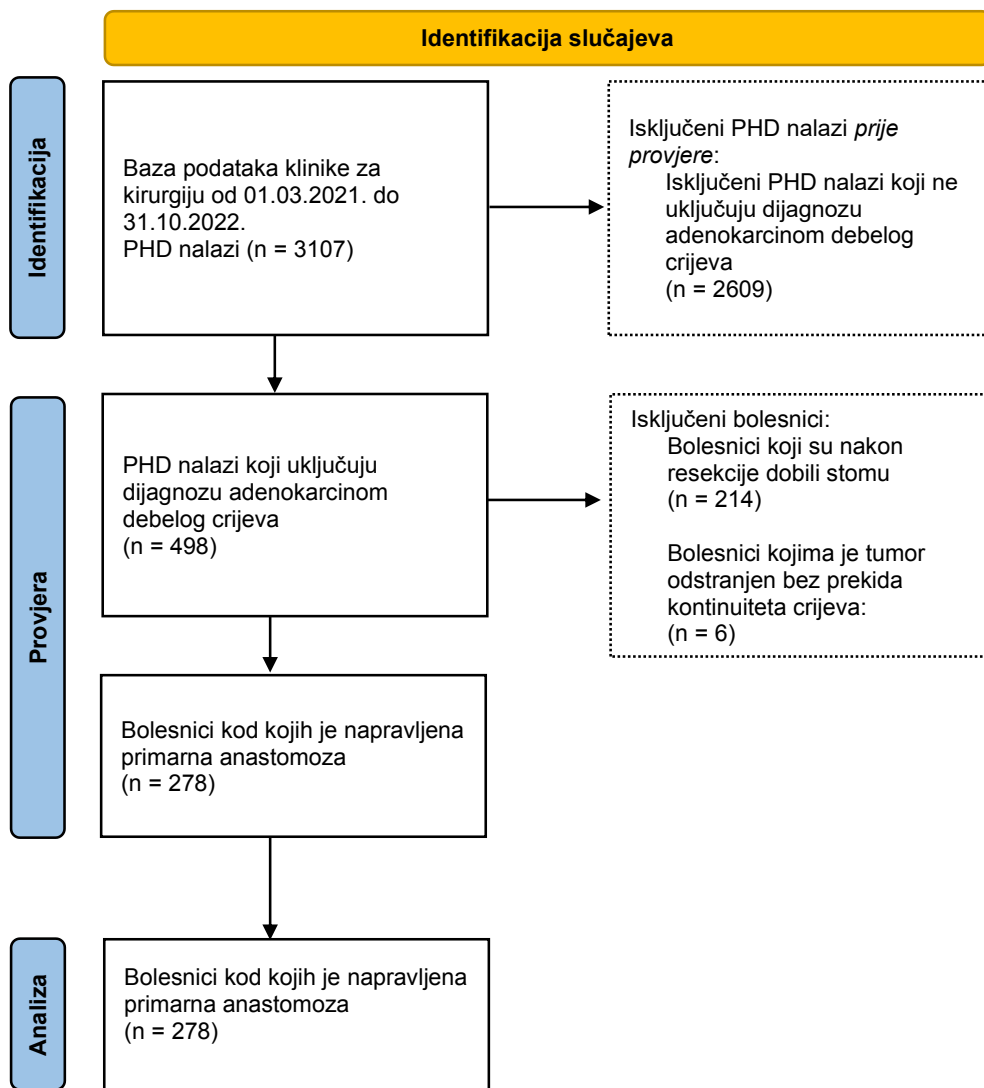 Identifikacija slučajeva
Identifikacija
Baza podataka klinike za
kirurgiju od 01.03.2021. do
31.10.2022.
PHD nalazi (n = 3107)
Isključeni PHD nalazi prije
provjere:
Isključeni PHD nalazi koji ne
uključuju dijagnozu
adenokarcinom debelog
crijeva
(n = 2609)
Provjera
PHD nalazi koji uključuju
dijagnozu adenokarcinom
debelog crijeva
(n = 498)
Isključeni bolesnici:
Bolesnici koji su nakon
resekcije dobili stomu
(n = 214)
Bolesnici kojima je tumor
odstranjen bez prekida
kontinuiteta crijeva:
(n = 6)
Bolesnici kod kojih je napravljena
primarna anastomoza
(n = 278)
Analiza
Bolesnici kod kojih je napravljena
primarna anastomoza
(n = 278)